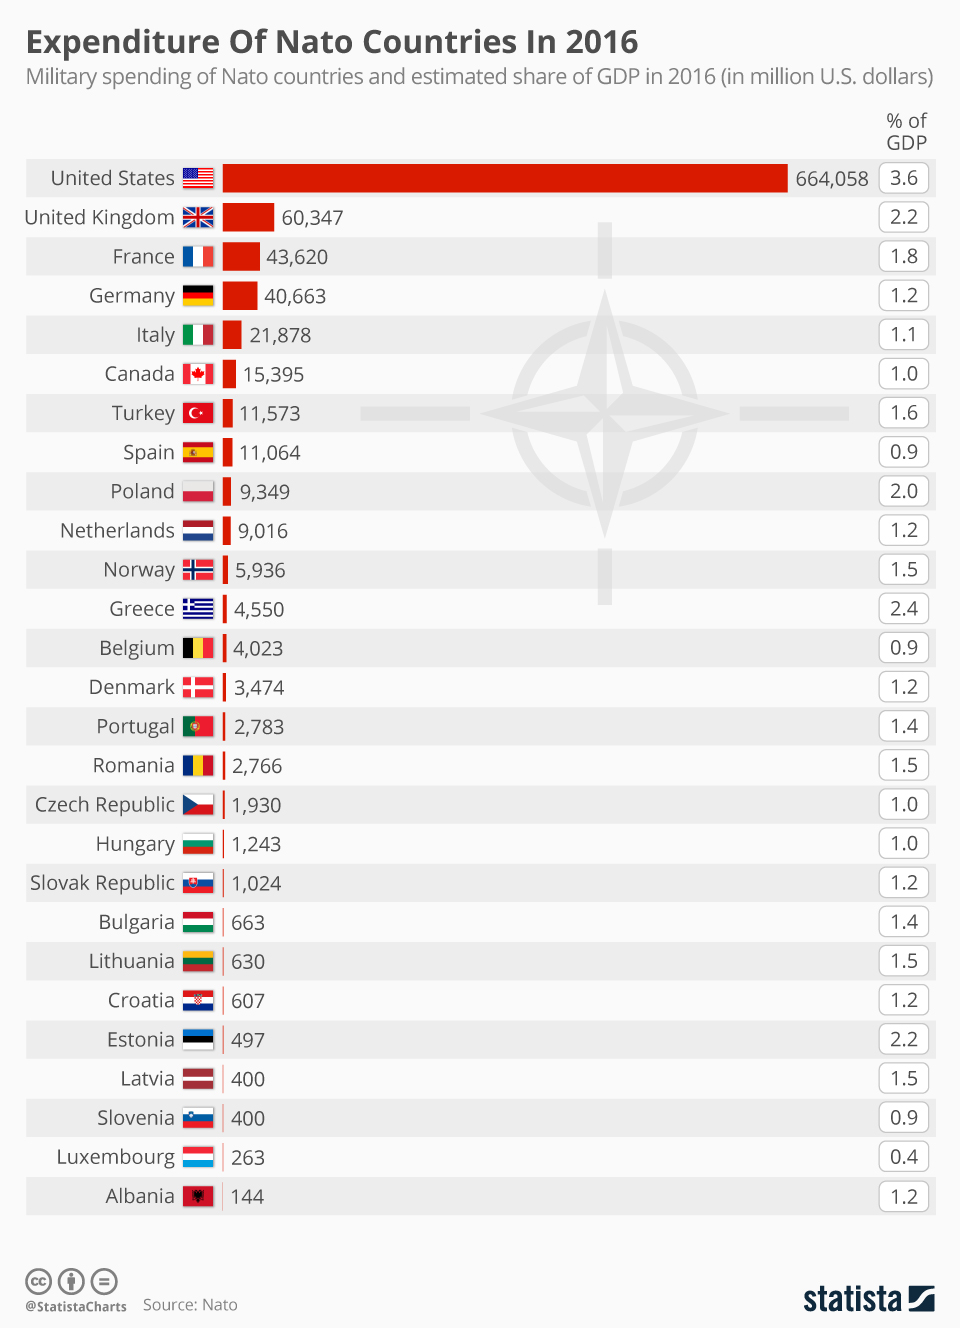 Expenditure Of Nato Countries In 2016
Military spending of Nato countries and estimated share of GDP in 2016 (in million U.S. dollars)
% of
GDP
United States 664,058 3.6
United Kingdom 60,347 2.2
France 43,620 1.8
Germany 40,663 1.2
Italy 21,878 1.1
Canada 15,395 1.0
Turkey 11,573 1.6
Spain 11,064 0.9
Poland 9,349 2.0
Netherlands 9,016 1.2
Norway 5,936 1.5
Greece 4,550 2.4
Belgium 4,023 0.9
Denmark 3,474 1.2
Portugal 2,783 1.4
Romania 2,766 1.5
Czech Republic 1,930 1.0
Hungary 1,243 1.0
Slovak Republic 1,024 1.2
Bulgaria 663 1.4
Lithuania 630 1.5
Croatia 607 1.2
Estonia 497 2.2
Latvia 400 1.5
Slovenia 400 0.9
Luxembourg 263 0.4
Albania 144 1.2
cc
@StatistaCharts Source: Nato
statista